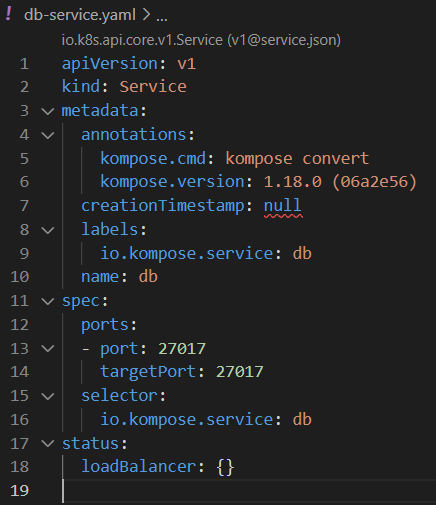 ! db-service.yaml > ...
io.k8s.api.core.v1.Service (v1@service.json)
1 apiVersion: v1
2 kind: Service
3 metadata:
4   annotations:
5     kompose.cmd: kompose convert
6     kompose.version: 1.18.0 (06a2e56)
7   creationTimestamp: null
8   labels:
9     io.kompose.service: db
10   name: db
11 spec:
12   ports:
13   - port: 27017
14     targetPort: 27017
15   selector:
16     io.kompose.service: db
17 status:
18   loadBalancer: {}
19